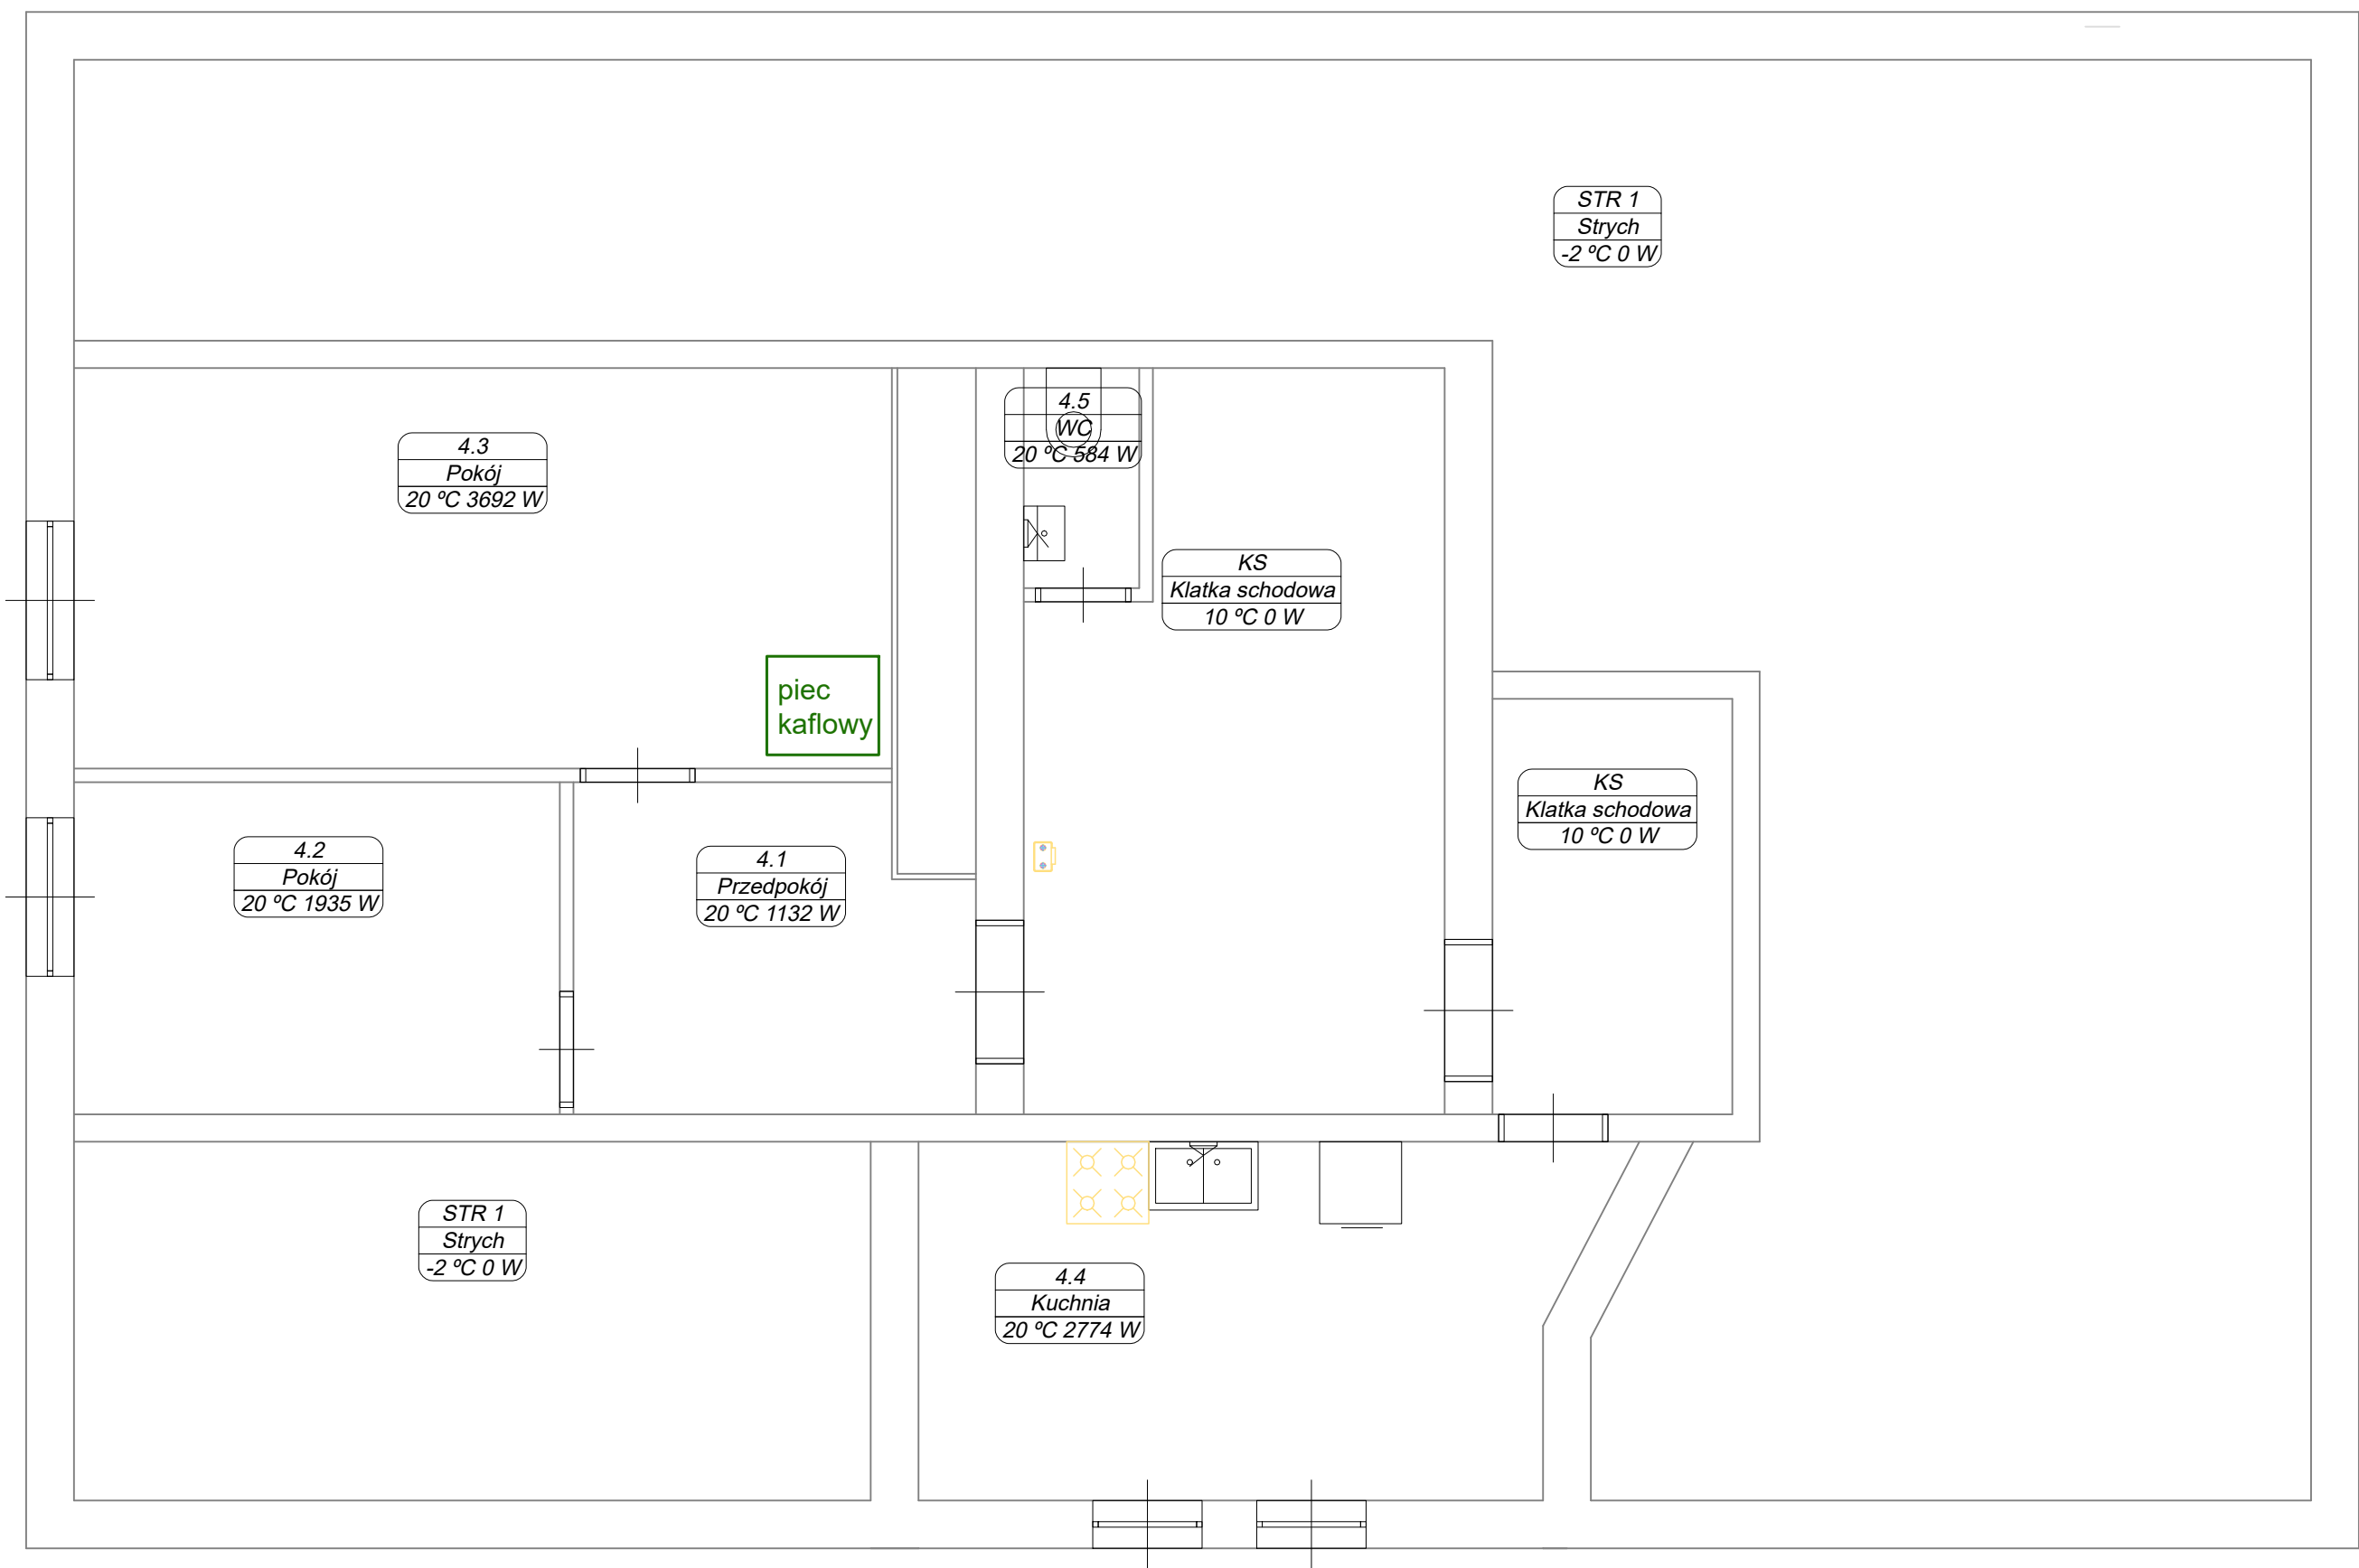 STR 1
Strych
-2 ºC 0 W
4.5
WC
20 ºC 584 W
4.3
Pokój
20 ºC 3692 W
KS
Klatka schodowa
10 ºC 0 W
piec
kaflowy
KS
Klatka schodowa
10 ºC 0 W
4.2
Pokój
20 ºC 1935 W
4.1
Przedpokój
20 ºC 1132 W
STR 1
Strych
-2 ºC 0 W
4.4
Kuchnia
20 ºC 2774 W